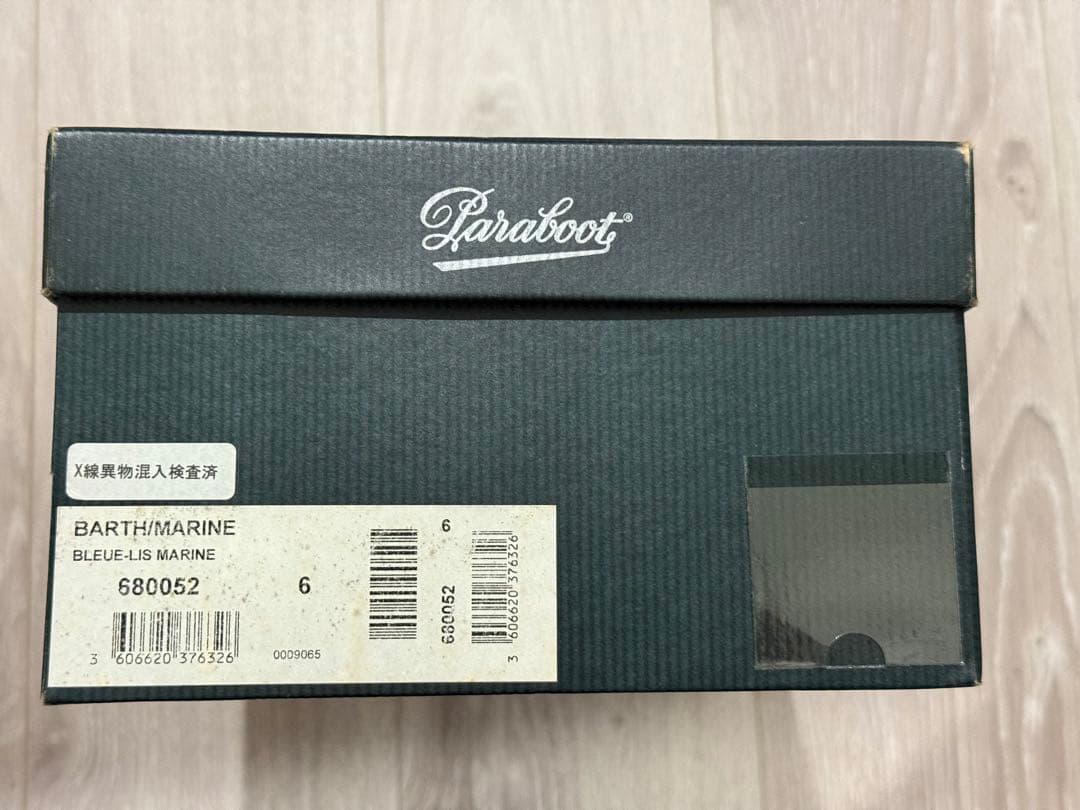 Paraboot®
X線異物混入検査済
BARTH/MARINE
BLEUE-LIS MARINE
680052
6
3 606620 376326
0009065
6
680052
3 606620 376326